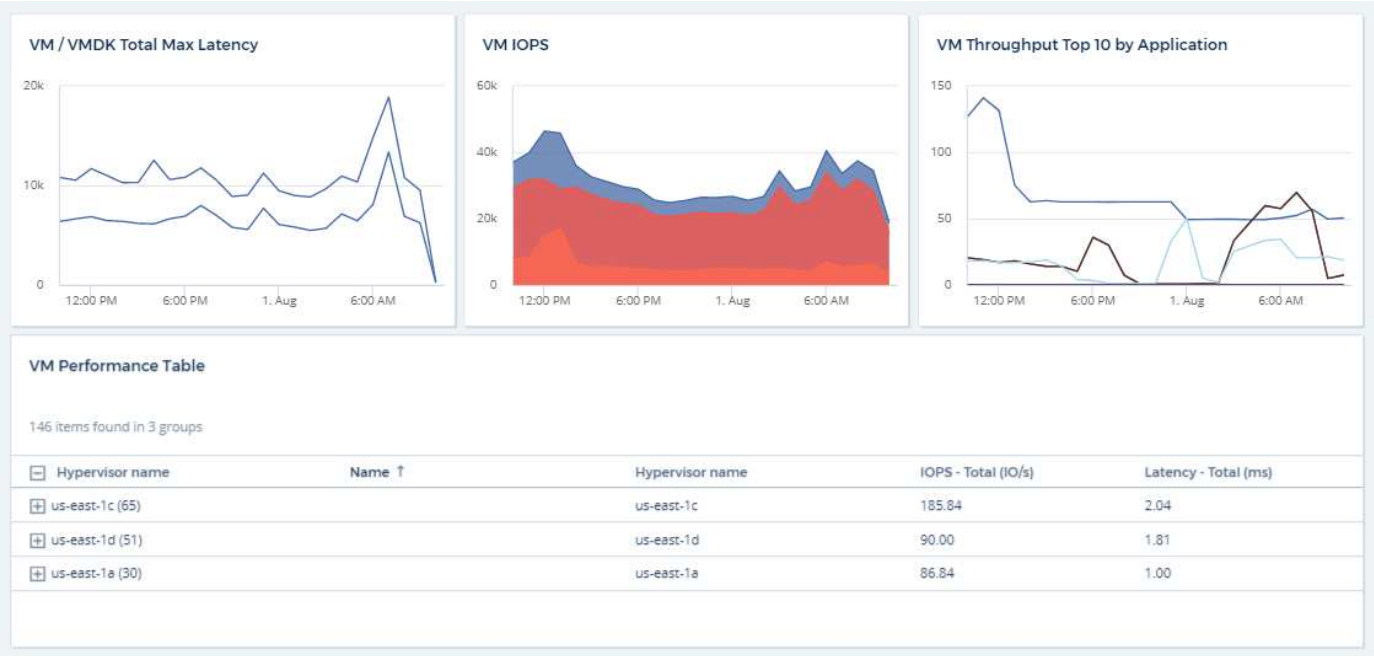 VM / VMDK Total Max Latency
20k
10k
0
12:00 PM 6:00 PM 1. Aug 6:00 AM
VM IOPS
60k
40k
20k
0
12:00 PM 6:00 PM 1. Aug 6:00 AM
VM Throughput Top 10 by Application
150
100
50
0
12:00 PM 6:00 PM 1. Aug 6:00 AM
VM Performance Table
146 items found in 3 groups
Hypervisor name Name ↑ Hypervisor name IOPS - Total (IO/s) Latency - Total (ms)
us-east-1c (65) us-east-1c 185.84 2.04
us-east-1d (51) us-east-1d 90.00 1.81
us-east-1a (30) us-east-1a 86.84 1.00